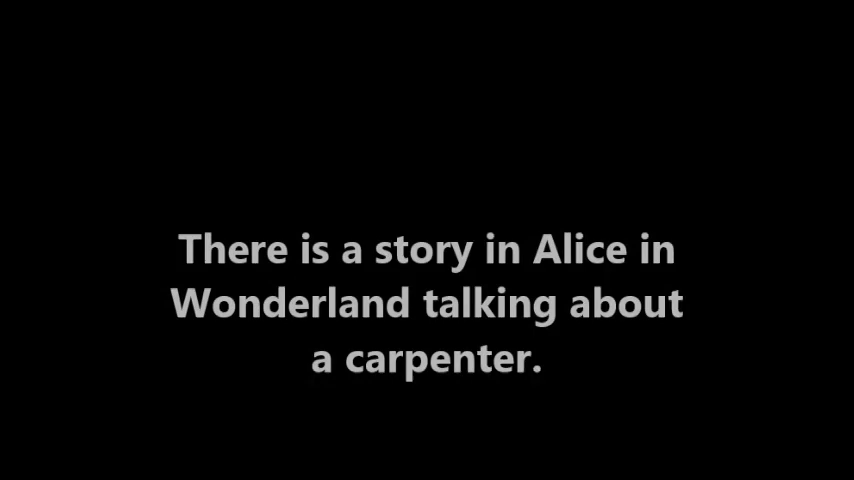 There is a story in Alice in
Wonderland talking about
a carpenter.